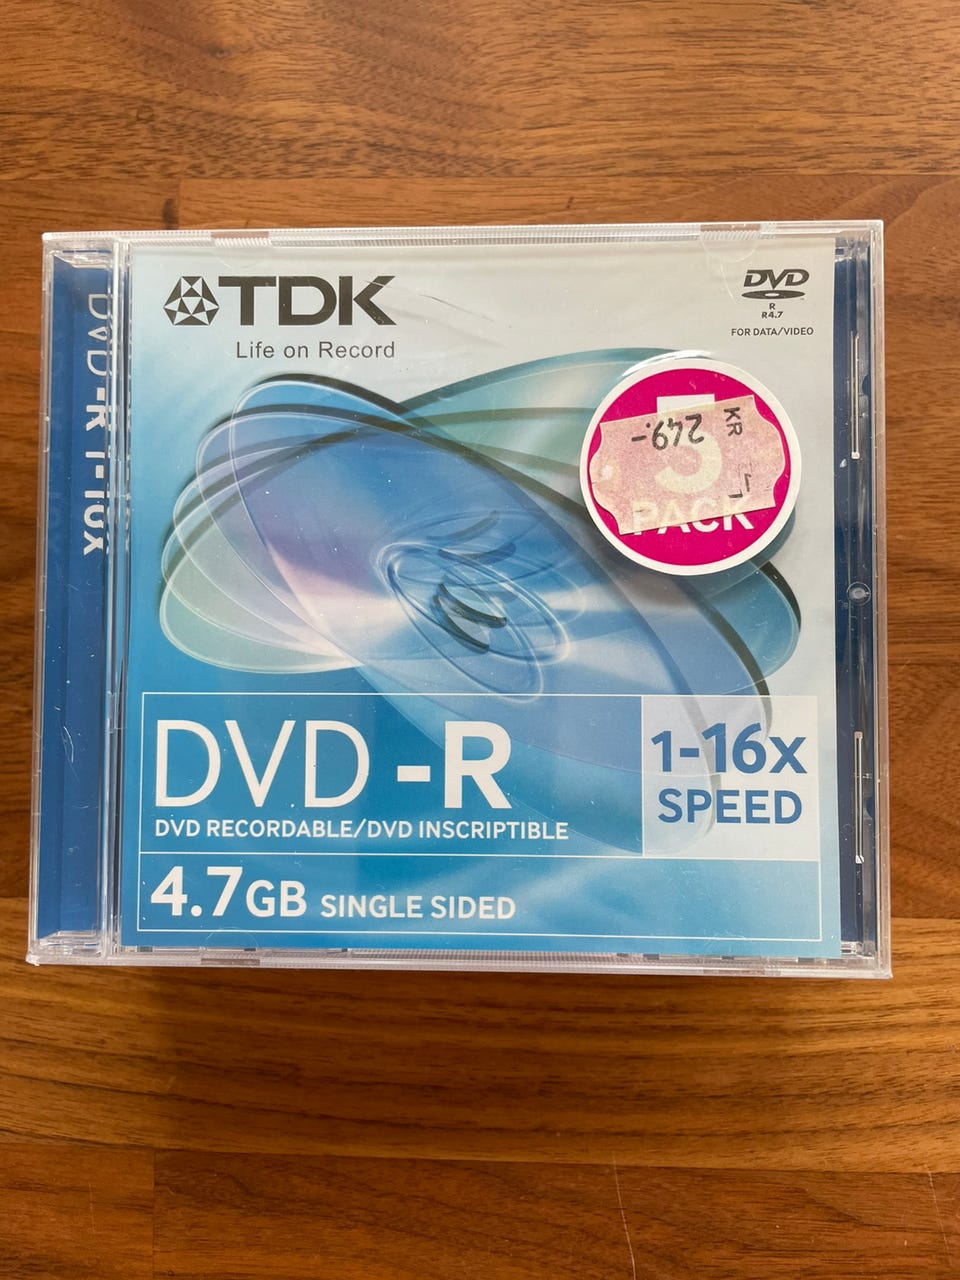 TDK
Life on Record
DVD
R
R4.7
FOR DATA/VIDEO
DVD-R 1-16x
KR
249.-
5
PACK
DVD-R
DVD RECORDABLE/DVD INSCRIPTIBLE
1-16x
SPEED
4.7GB SINGLE SIDED